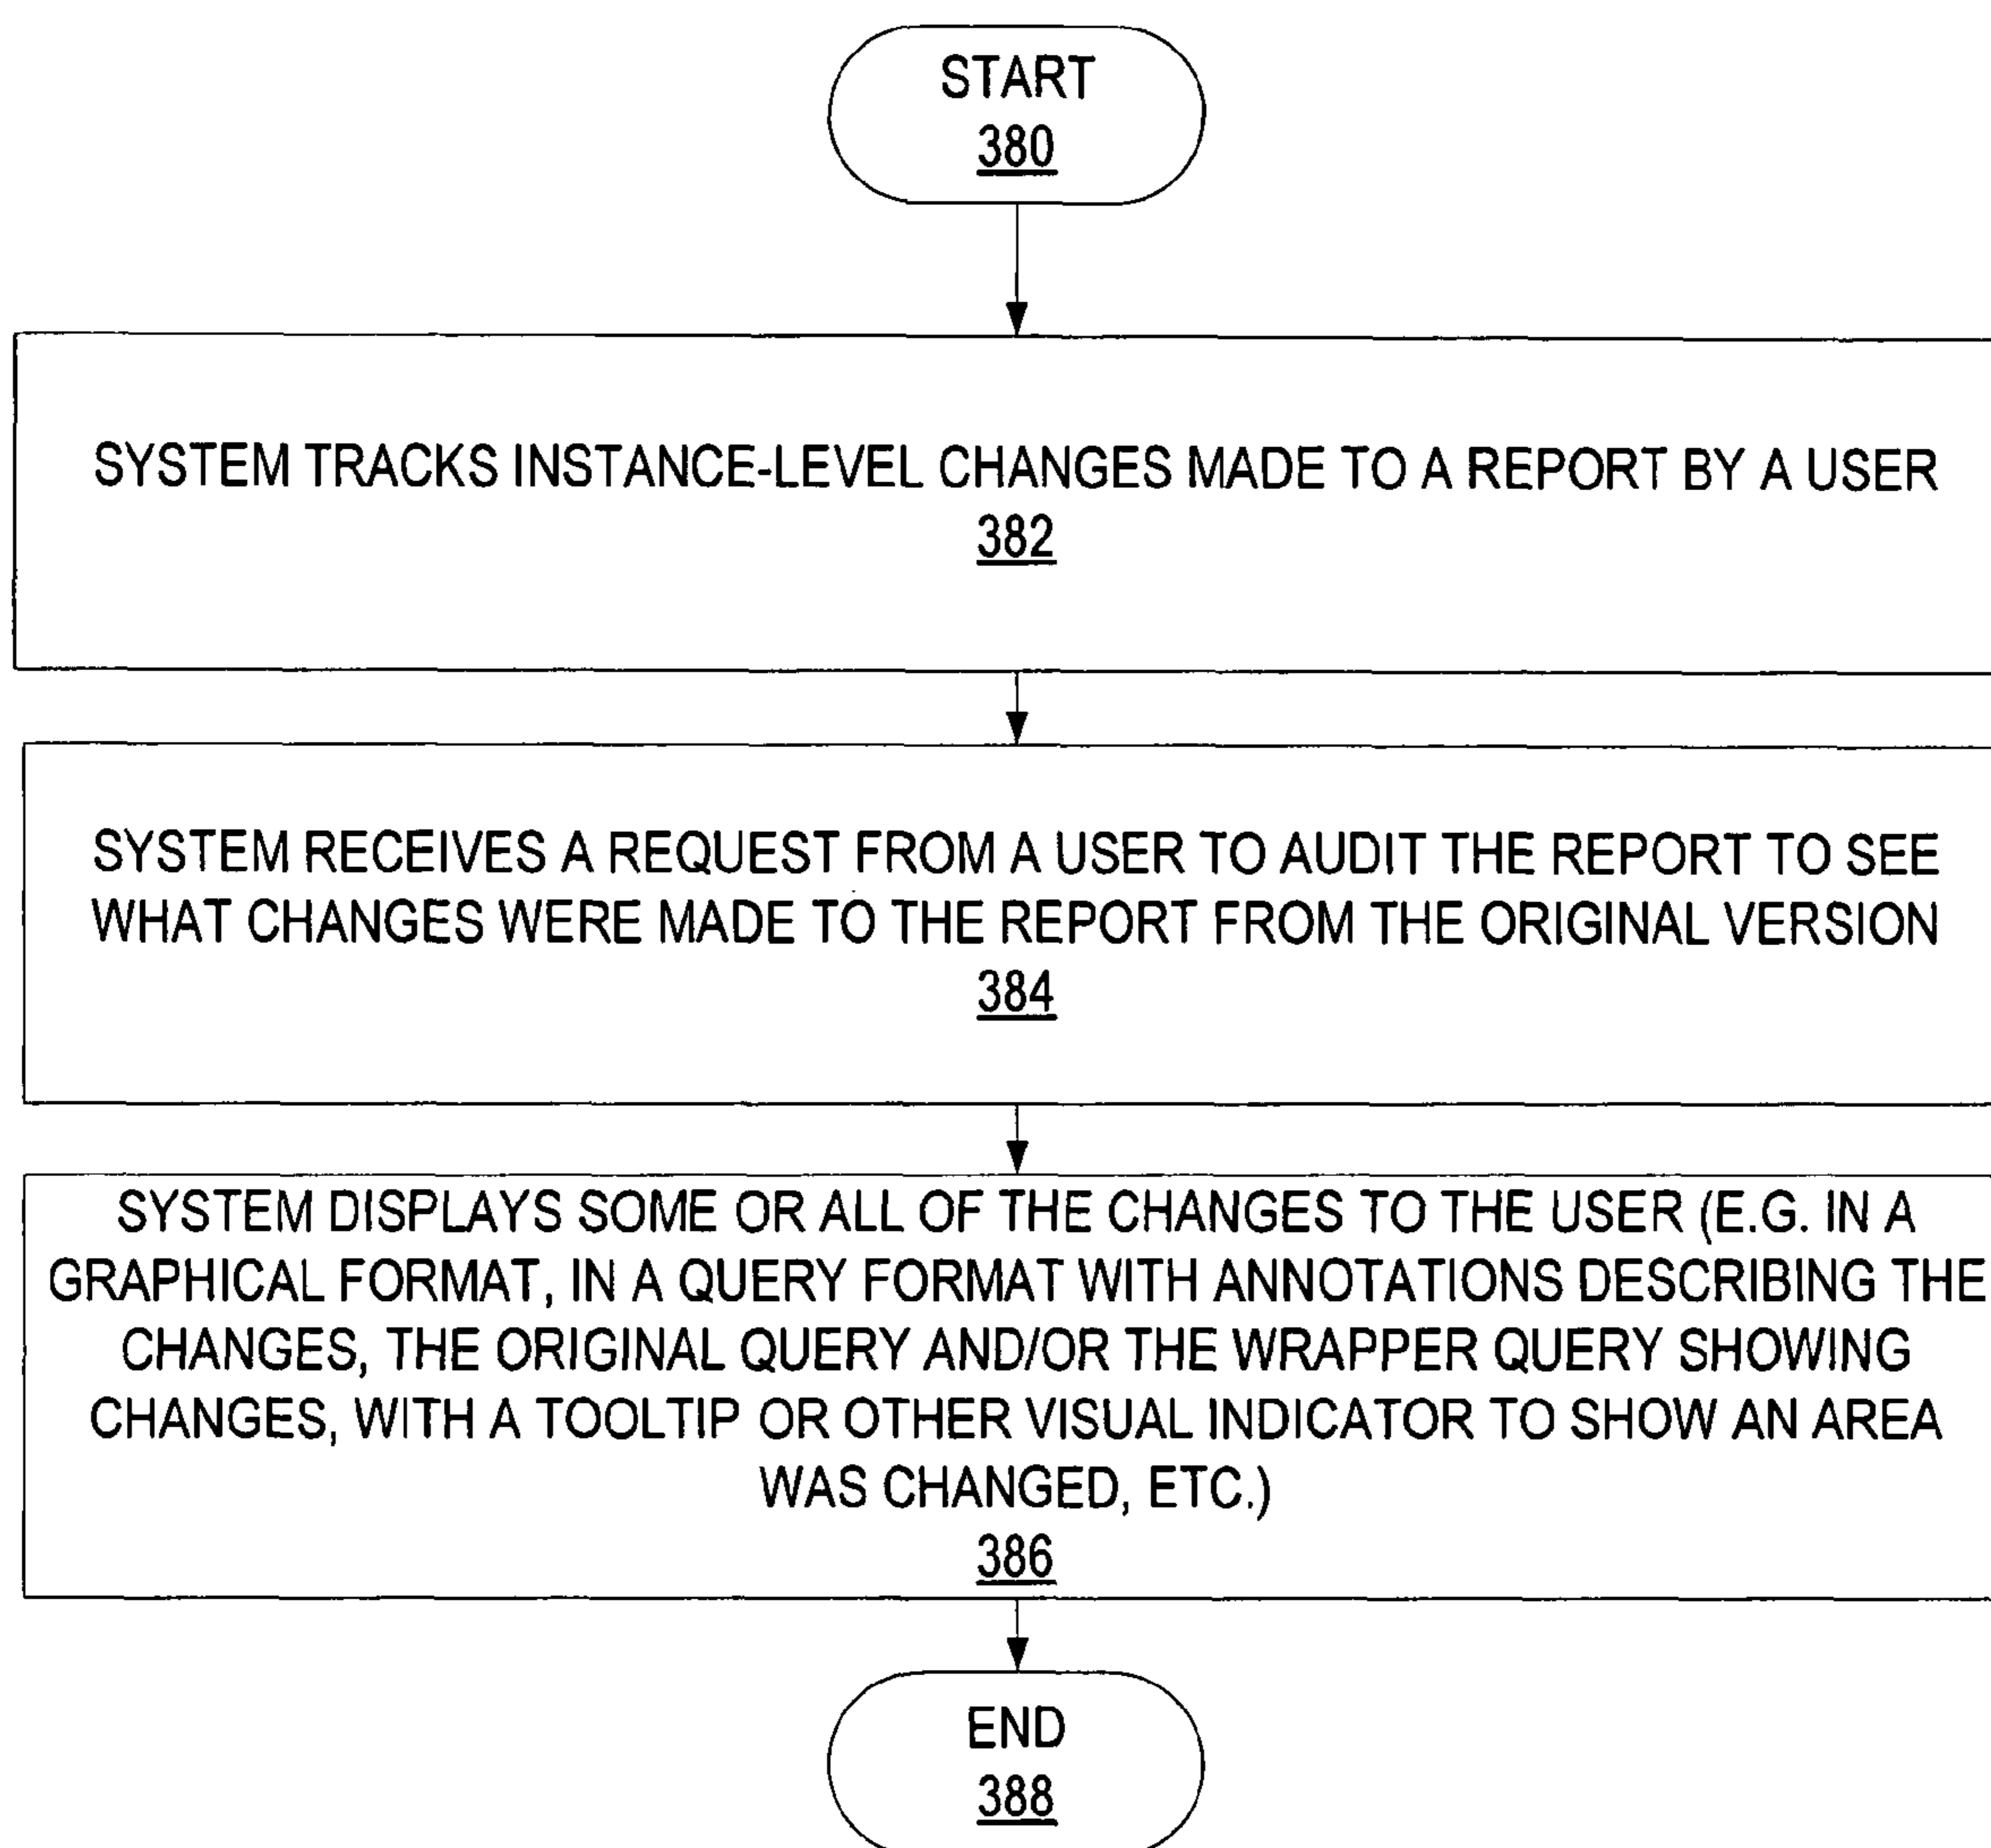 START
380
SYSTEM TRACKS INSTANCE-LEVEL CHANGES MADE TO A REPORT BY A USER
382
SYSTEM RECEIVES A REQUEST FROM A USER TO AUDIT THE REPORT TO SEE
WHAT CHANGES WERE MADE TO THE REPORT FROM THE ORIGINAL VERSION
384
SYSTEM DISPLAYS SOME OR ALL OF THE CHANGES TO THE USER (E.G. IN A
GRAPHICAL FORMAT, IN A QUERY FORMAT WITH ANNOTATIONS DESCRIBING THE
CHANGES, THE ORIGINAL QUERY AND/OR THE WRAPPER QUERY SHOWING
CHANGES, WITH A TOOLTIP OR OTHER VISUAL INDICATOR TO SHOW AN AREA
WAS CHANGED, ETC.)
386
END
388